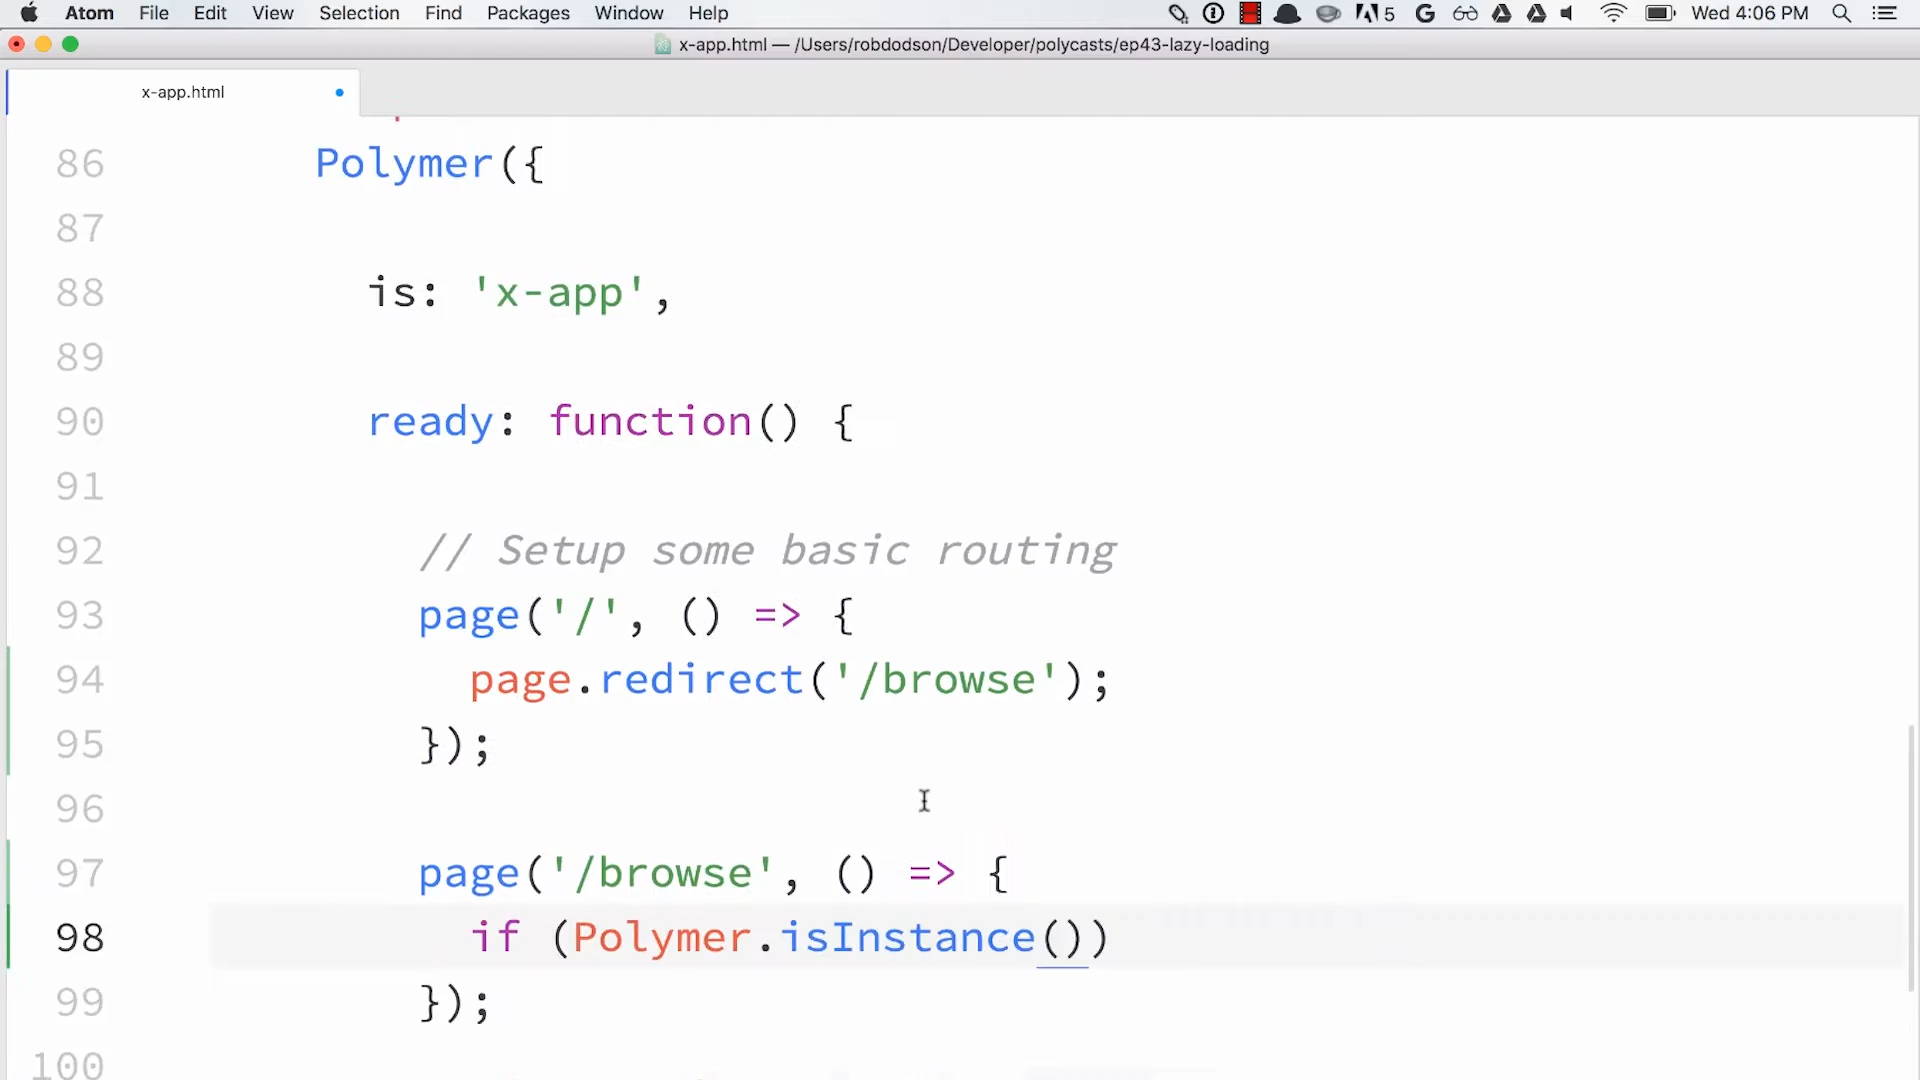 Atom File Edit View Selection Find Packages Window Help 5 Wed 4:06 PM
x-app.html — /Users/robdodson/Developer/polycasts/ep43-lazy-loading
x-app.html
86 Polymer({
87
88 is: 'x-app',
89
90 ready: function() {
91
92 // Setup some basic routing
93 page('/', () => {
94 page.redirect('/browse');
95 });
96
97 page('/browse', () => {
98 if (Polymer.isInstance())
99 });
100